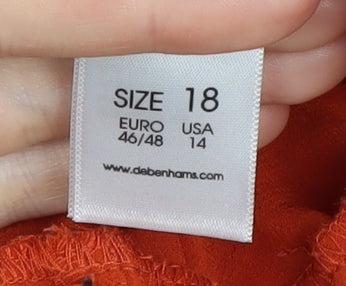 SIZE 18
EURO USA
46/48 14
www.debenhams.com